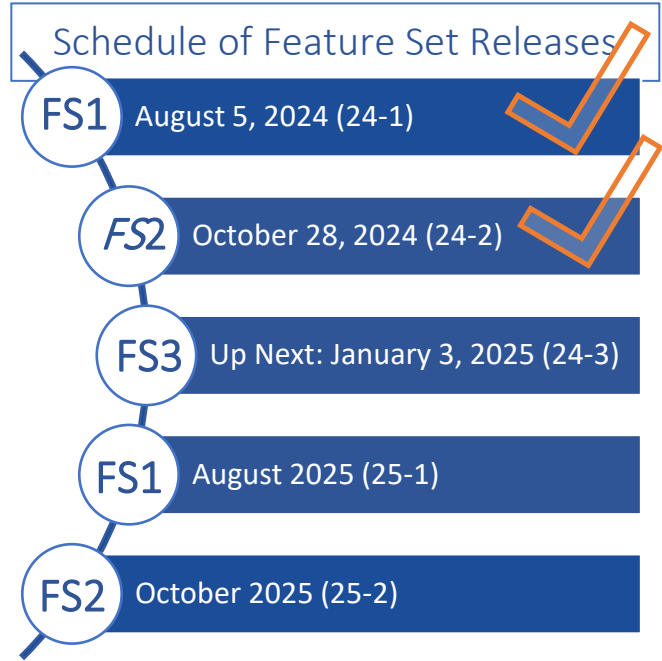 Schedule of Feature Set Releases
FS1 August 5, 2024 (24-1)
FS2 October 28, 2024 (24-2)
FS3 Up Next: January 3, 2025 (24-3)
FS1 August 2025 (25-1)
FS2 October 2025 (25-2)